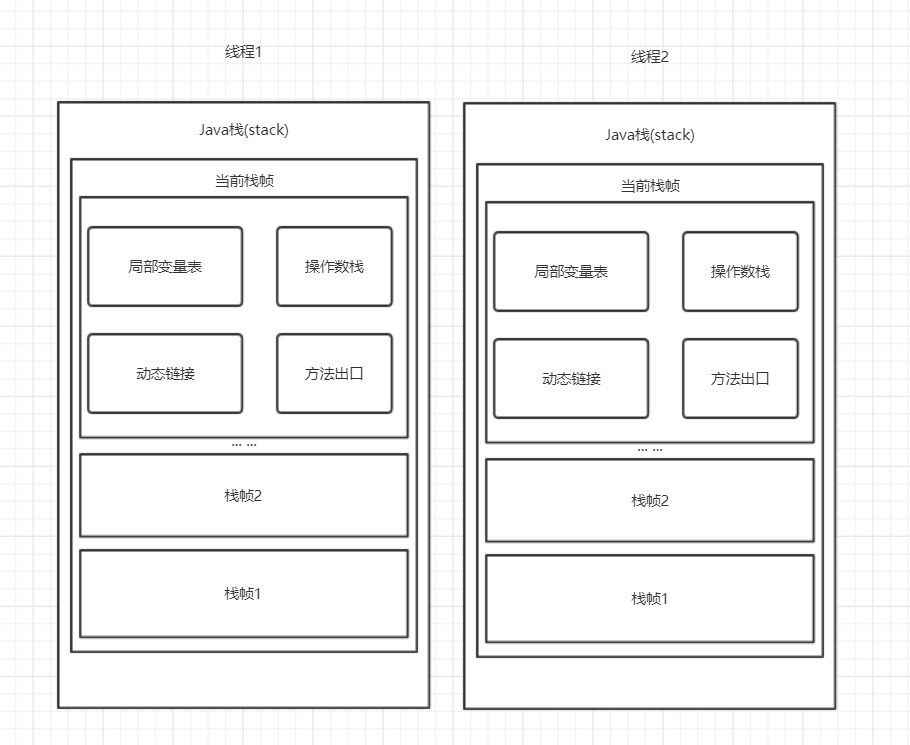 线程1
Java栈(stack)
当前栈帧
局部变量表
操作数栈
动态链接
方法出口
... ...
栈帧2
栈帧1
线程2
Java栈(stack)
当前栈帧
局部变量表
操作数栈
动态链接
方法出口
... ...
栈帧2
栈帧1